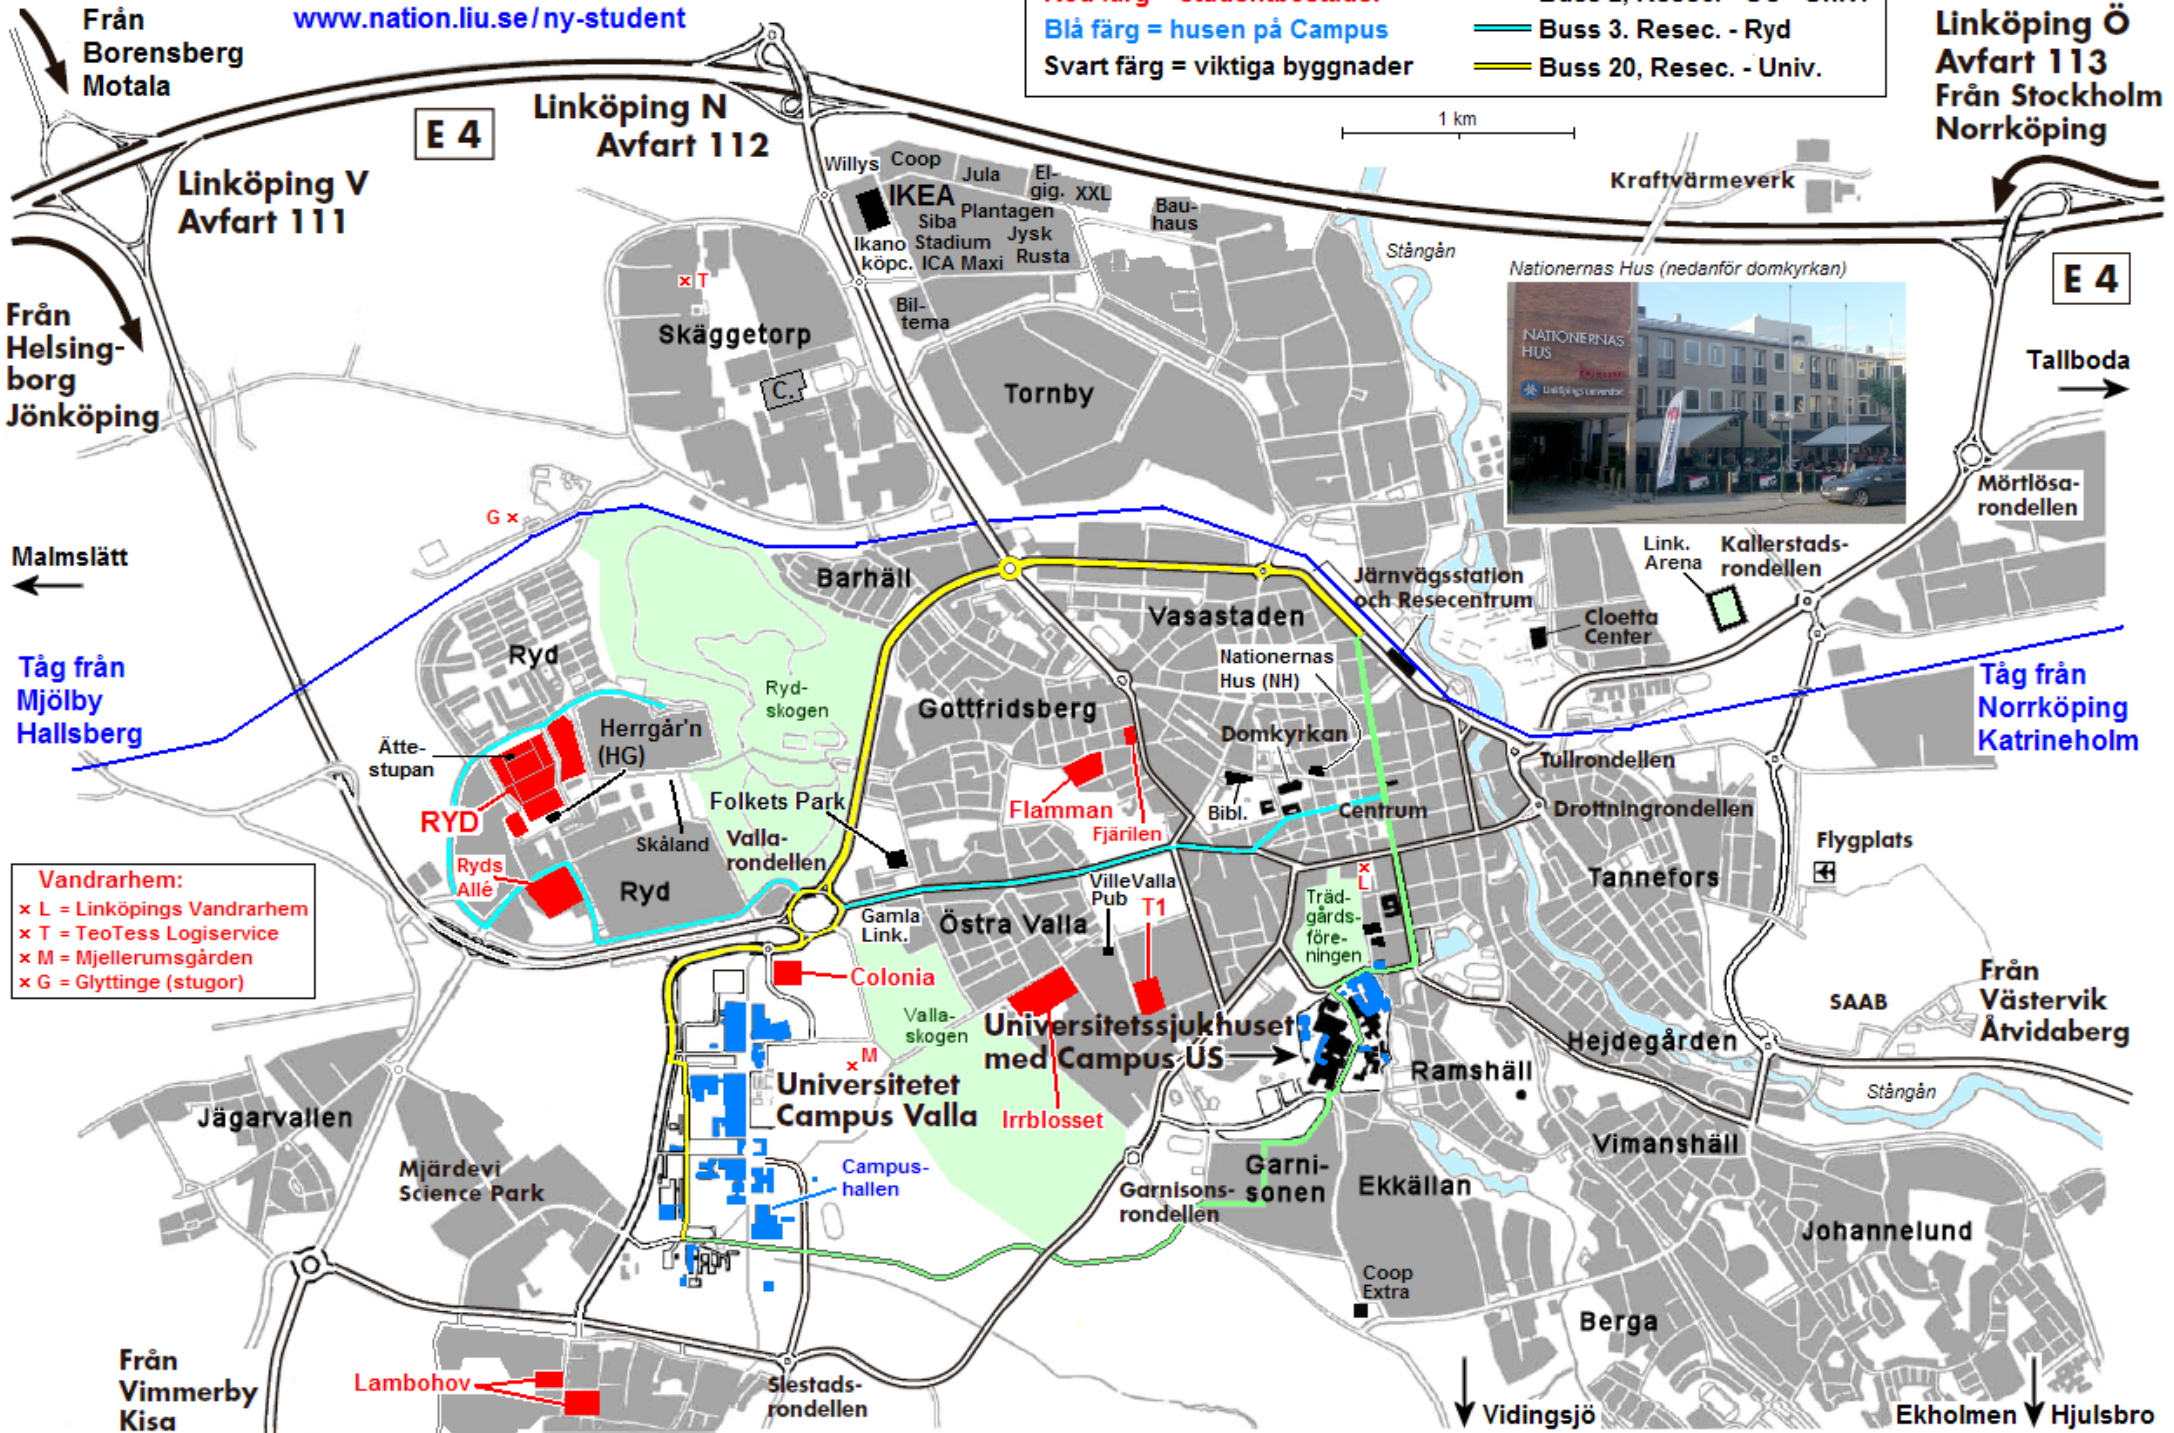 Från
Borensberg
Motala
www.nation.liu.se/ny-student
Blå färg = husen på Campus
Svart färg = viktiga byggnader
Buss 3. Resec. - Ryd
Buss 20, Resec. - Univ.
Linköping Ö
Avfart 113
Från Stockholm
Norrköping
E 4
Linköping N
Avfart 112
1 km
Linköping V
Avfart 111
Willys
Coop
Jula
El-
gig.
XXL
IKEA
Siba
Plantagen
Stadium
Jysk
ICA Maxi
Rusta
Ikano
köpc.
Bau-
haus
Bil-
tema
Kraftvärmeverk
Stångån
Nationernas Hus (nedanför domkyrkan)
NATIONERNAS
HUS
Linköpings universitet
E 4
Från
Helsing-
borg
Jönköping
T
Skäggetorp
C.
Tornby
Tallboda
Mörtlösa-
rondellen
G
Malmslätt
Barhäll
Vasastaden
Järnvägsstation
och Resecentrum
Link.
Arena
Kallerstads-
rondellen
Cloetta
Center
Tåg från
Mjölby
Hallsberg
Ryd
Ryd-
skogen
Gottfridsberg
Nationernas
Hus (NH)
Domkyrkan
Tåg från
Norrköping
Katrineholm
Ätte-
stupan
Herrgår'n
(HG)
RYD
Folkets Park
Skåland
Valla-
rondellen
Flamman
Fjärilen
Bibl.
Centrum
Tullrondellen
Drottningrondellen
Flygplats
Ryds
Allé
Ryd
Vandrarhem:
× L = Linköpings Vandrarhem
× T = TeoTess Logiservice
× M = Mjellerumsgården
× G = Glyttinge (stugor)
Gamla
Link.
Östra Valla
VilleValla
Pub
T1
L
Träd-
gårds-
före-
ningen
Tannefors
Colonia
Valla-
skogen
M
Universitetssjukhuset
med Campus US
Universitetet
Campus Valla
Irrblosset
Ramshäll
Hejdegården
SAAB
Från
Västervik
Åtvidaberg
Stångån
Jägarvallen
Mjärdevi
Science Park
Campus-
hallen
Garnisons-
rondellen
Garni-
sonen
Ekkällan
Vimanshäll
Johannelund
Coop
Extra
Berga
Från
Vimmerby
Kisa
Lambohov
Slestads-
rondellen
Vidingsjö
Ekholmen
Hjulsbro